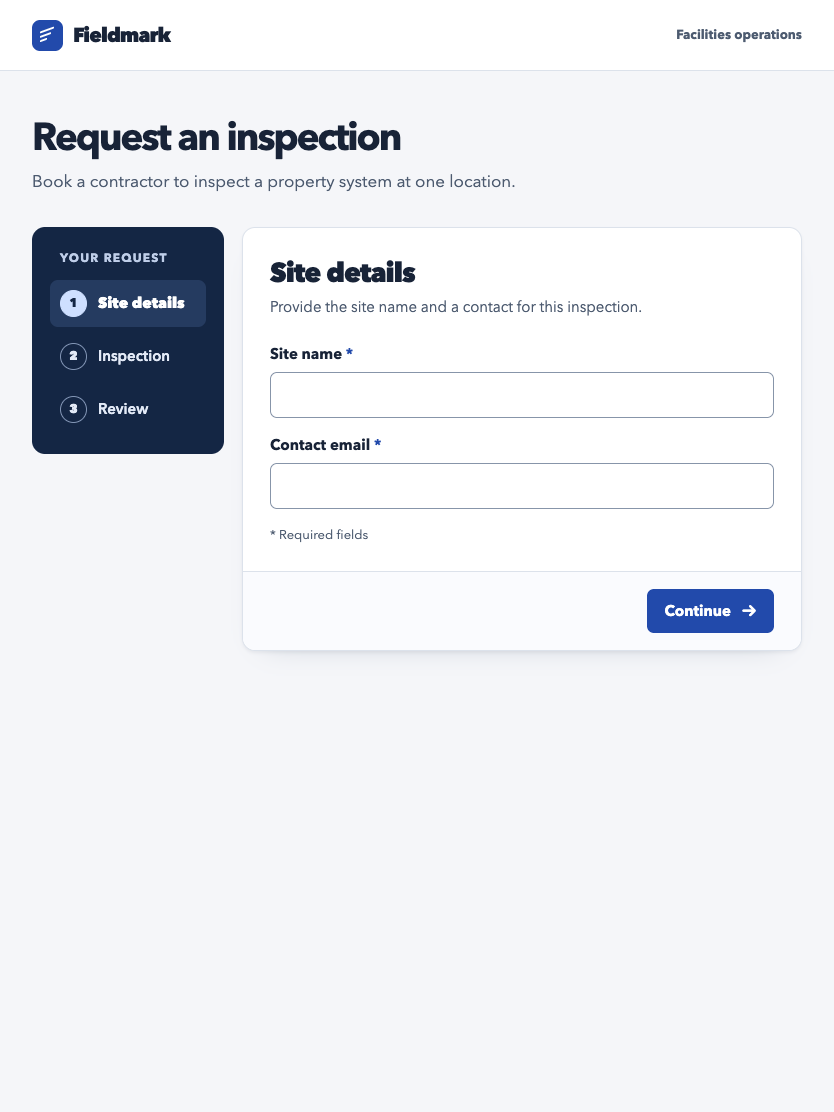 Fieldmark
Facilities operations
Request an inspection
Book a contractor to inspect a property system at one location.
YOUR REQUEST
1 Site details
2 Inspection
3 Review
Site details
Provide the site name and a contact for this inspection.
Site name *
Contact email *
* Required fields
Continue →